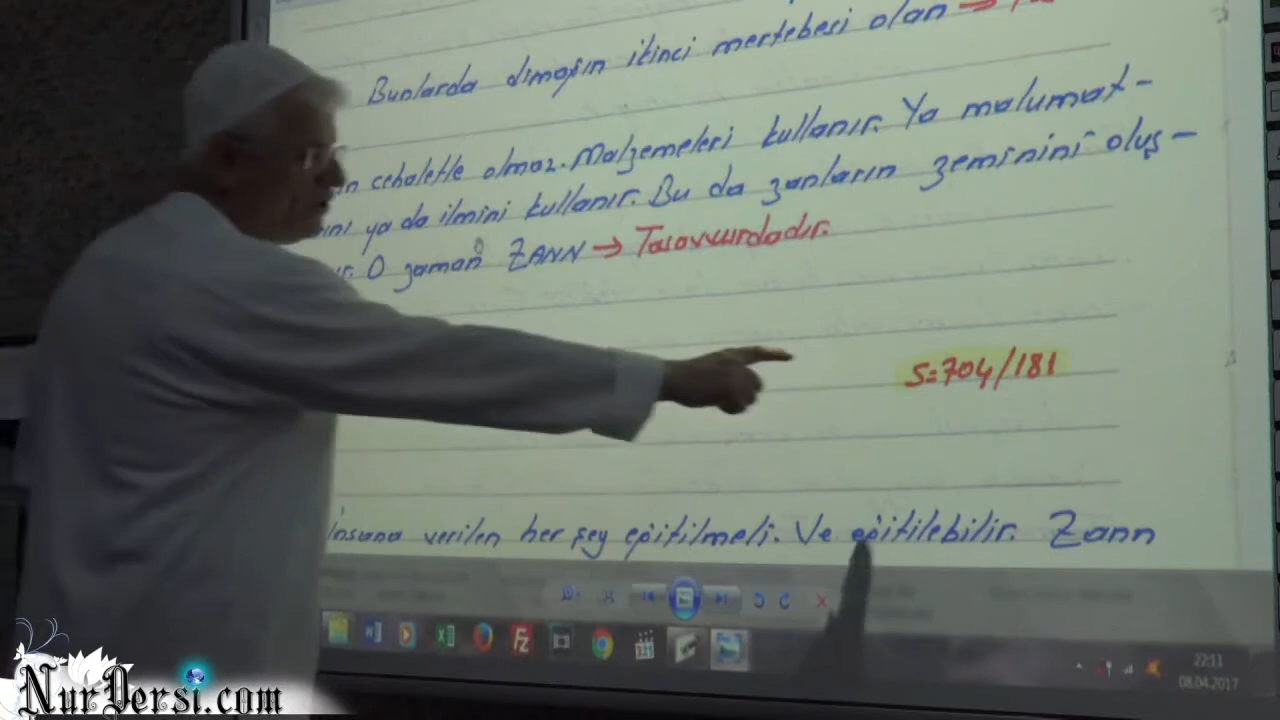 Bunlarda dimağın ikinci mertebesi olan →
cehaletle olmaz. Malzemeleri kullanır. Ya malumat-
ını ya da ilmini kullanır. Bu da zanların zeminini oluş-
ur. O zaman ZANN → Tasavvurdadır.
S=704/181
İnsana verilen her şey eğitilmeli. Ve eğitilebilir. Zann
22:11
08.04.2017
NurDersi.com